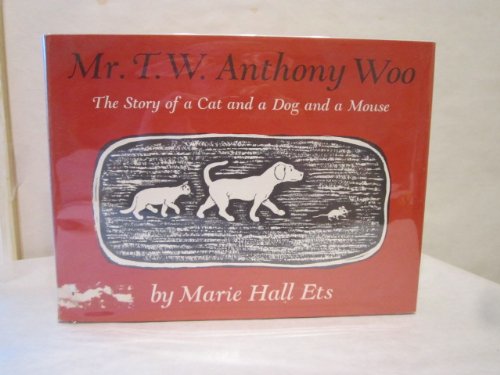 Mr. T.W. Anthony Woo
The Story of a Cat and a Dog and a Mouse
by Marie Hall Ets